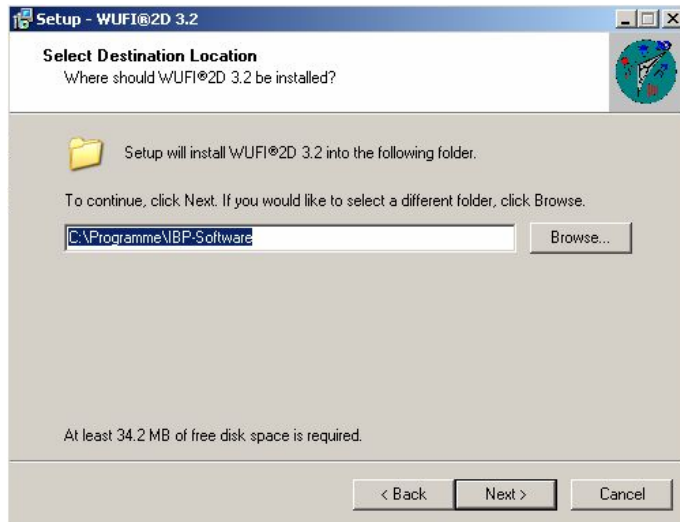 Setup - WUFI®2D 3.2
Select Destination Location
Where should WUFI®2D 3.2 be installed?
Setup will install WUFI®2D 3.2 into the following folder.
To continue, click Next. If you would like to select a different folder, click Browse.
C:\Programme\IBP-Software
Browse...
At least 34.2 MB of free disk space is required.
< Back
Next >
Cancel